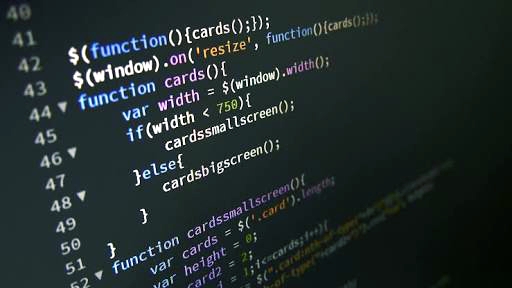 40
41
42 $(function(){cards();});
43 $(window).on('resize', function(){cards();});
44 ▼ function cards(){
45 var width = $(window).width();
46 ▼ if(width < 750){
47 cardssmallscreen();
48 ▼ }else{
49 cardsbigscreen();
50 }
51 }
52 ▼ function cardssmallscreen(){
var cards = $('.card').length;
var height = 0;
card2 = 2;
i = 1;i<=cards;i++){